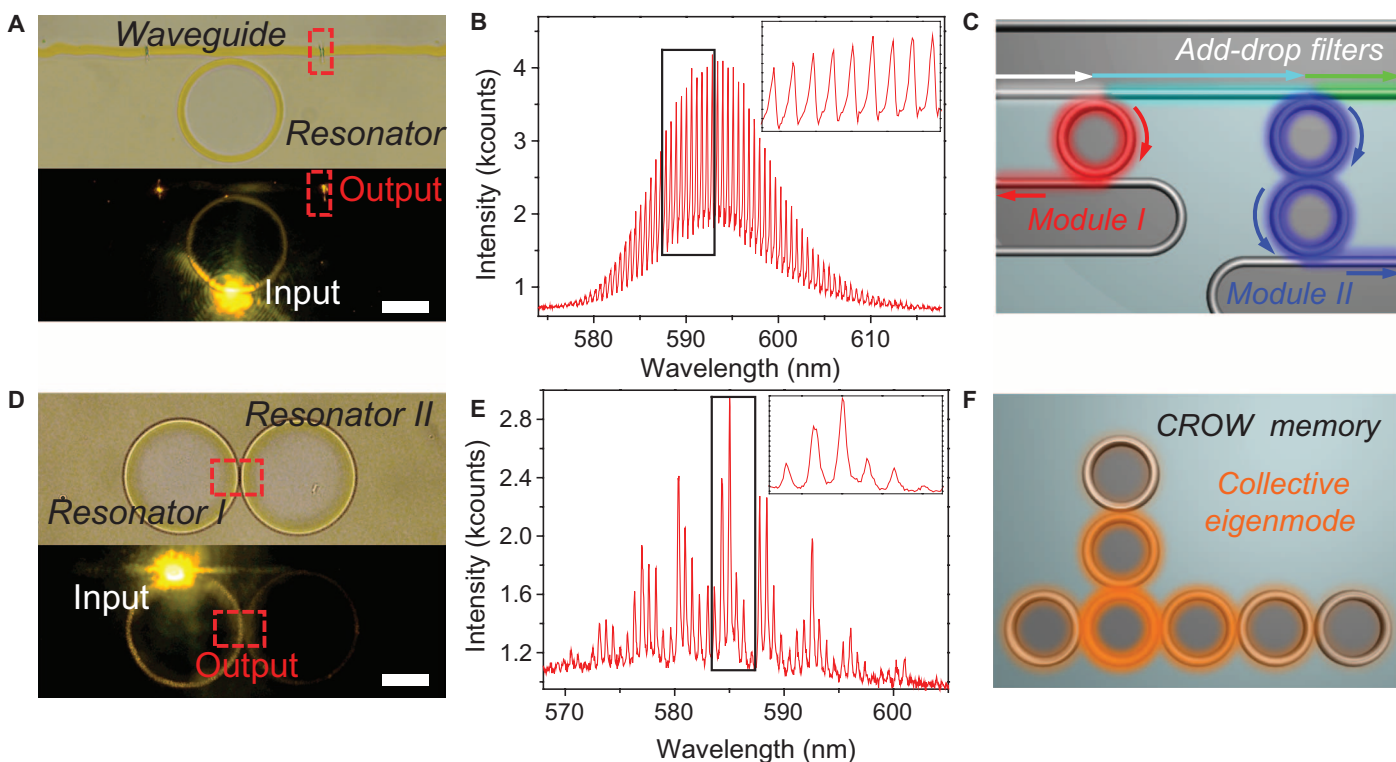 A
Waveguide
Resonator
Output
Input
B
Intensity (kcounts)
4
3
2
1
580
590
600
610
Wavelength (nm)
C
Add-drop filters
Module I
Module II
D
Resonator II
Resonator I
Input
Output
E
Intensity (kcounts)
2.8
2.4
2.0
1.6
1.2
570
580
590
600
Wavelength (nm)
F
CROW memory
Collective
eigenmode